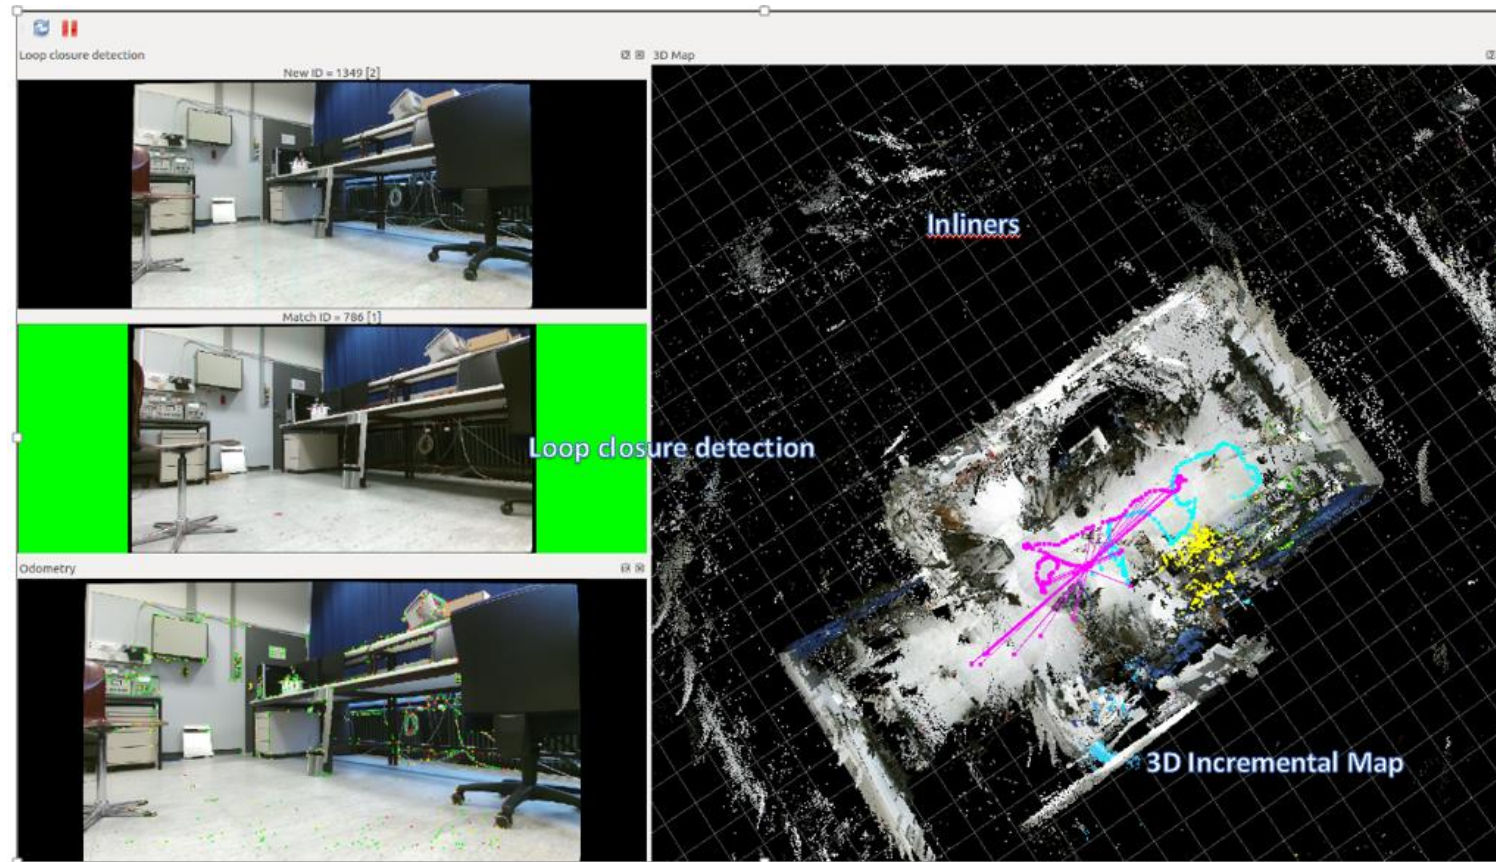 Loop closure detection
3D Map
New ID = 1349 [2]
Inliners
Match ID = 786 [1]
Loop closure detection
Odometry
3D Incremental Map